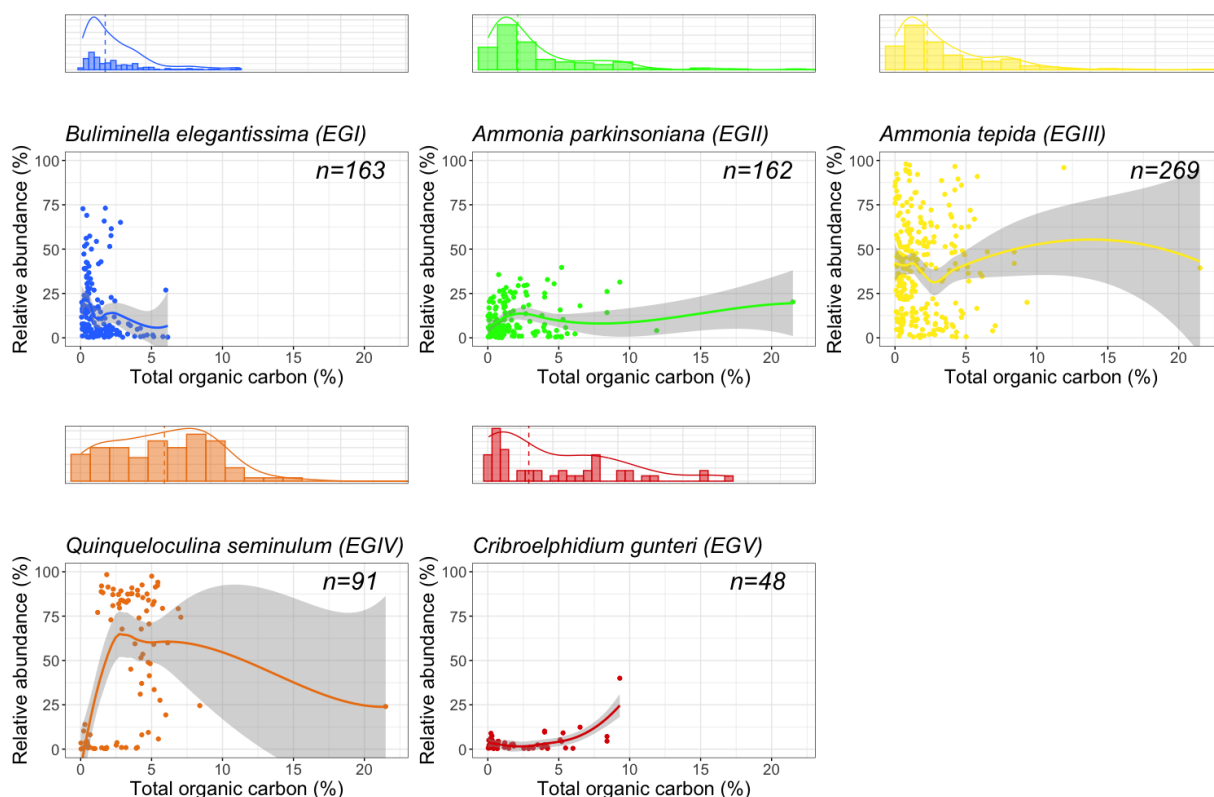 Buliminella elegantissima (EGI)
Ammonia parkinsoniana (EGII)
Ammonia tepida (EGIII)
Relative abundance (%)
100
75
50
25
0
n=163
0 5 10 15 20
Total organic carbon (%)
Relative abundance (%)
100
75
50
25
0
n=162
0 5 10 15 20
Total organic carbon (%)
Relative abundance (%)
100
75
50
25
0
n=269
0 5 10 15 20
Total organic carbon (%)
Quinqueloculina seminulum (EGIV)
Cribroelphidium gunteri (EGV)
Relative abundance (%)
100
75
50
25
0
n=91
0 5 10 15 20
Total organic carbon (%)
Relative abundance (%)
100
75
50
25
0
n=48
0 5 10 15 20
Total organic carbon (%)